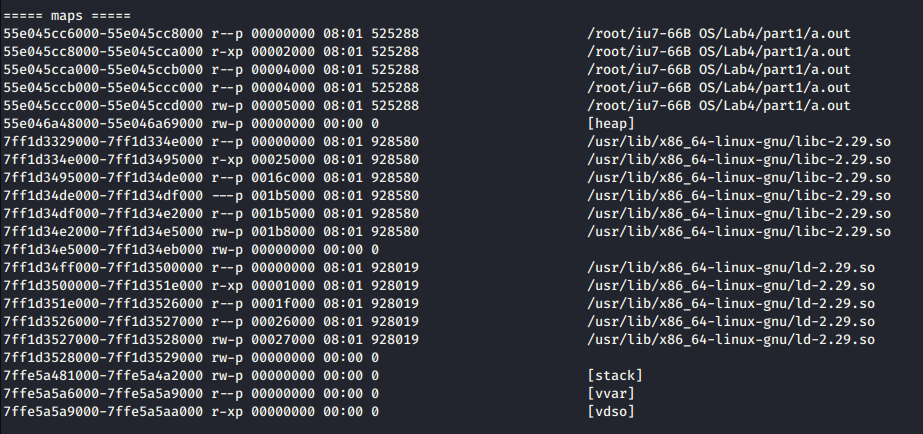 ===== maps =====
55e045cc6000-55e045cc8000 r--p 00000000 08:01 525288 /root/iu7-66B OS/Lab4/part1/a.out
55e045cc8000-55e045cca000 r-xp 00002000 08:01 525288 /root/iu7-66B OS/Lab4/part1/a.out
55e045cca000-55e045ccb000 r--p 00004000 08:01 525288 /root/iu7-66B OS/Lab4/part1/a.out
55e045ccb000-55e045ccc000 r--p 00004000 08:01 525288 /root/iu7-66B OS/Lab4/part1/a.out
55e045ccc000-55e045ccd000 rw-p 00005000 08:01 525288 /root/iu7-66B OS/Lab4/part1/a.out
55e046a48000-55e046a69000 rw-p 00000000 00:00 0 [heap]
7ff1d3329000-7ff1d334e000 r--p 00000000 08:01 928580 /usr/lib/x86_64-linux-gnu/libc-2.29.so
7ff1d334e000-7ff1d3495000 r-xp 00025000 08:01 928580 /usr/lib/x86_64-linux-gnu/libc-2.29.so
7ff1d3495000-7ff1d34de000 r--p 0016c000 08:01 928580 /usr/lib/x86_64-linux-gnu/libc-2.29.so
7ff1d34de000-7ff1d34df000 ---p 001b5000 08:01 928580 /usr/lib/x86_64-linux-gnu/libc-2.29.so
7ff1d34df000-7ff1d34e2000 r--p 001b5000 08:01 928580 /usr/lib/x86_64-linux-gnu/libc-2.29.so
7ff1d34e2000-7ff1d34e5000 rw-p 001b8000 08:01 928580 /usr/lib/x86_64-linux-gnu/libc-2.29.so
7ff1d34e5000-7ff1d34eb000 rw-p 00000000 00:00 0
7ff1d34ff000-7ff1d3500000 r--p 00000000 08:01 928019 /usr/lib/x86_64-linux-gnu/ld-2.29.so
7ff1d3500000-7ff1d351e000 r-xp 00001000 08:01 928019 /usr/lib/x86_64-linux-gnu/ld-2.29.so
7ff1d351e000-7ff1d3526000 r--p 0001f000 08:01 928019 /usr/lib/x86_64-linux-gnu/ld-2.29.so
7ff1d3526000-7ff1d3527000 r--p 00026000 08:01 928019 /usr/lib/x86_64-linux-gnu/ld-2.29.so
7ff1d3527000-7ff1d3528000 rw-p 00027000 08:01 928019 /usr/lib/x86_64-linux-gnu/ld-2.29.so
7ff1d3528000-7ff1d3529000 rw-p 00000000 00:00 0
7ffe5a481000-7ffe5a4a2000 rw-p 00000000 00:00 0 [stack]
7ffe5a5a6000-7ffe5a5a9000 r--p 00000000 00:00 0 [vvar]
7ffe5a5a9000-7ffe5a5aa000 r-xp 00000000 00:00 0 [vdso]